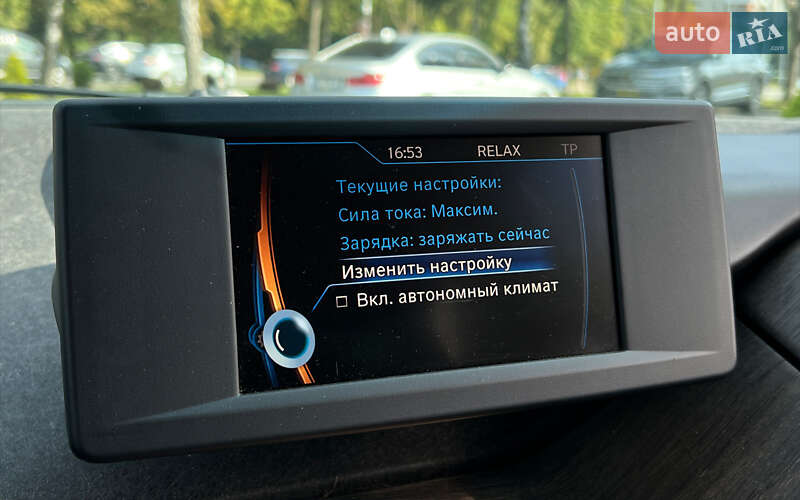 auto RIA .com
16:53 RELAX TP
Текущие настройки:
Сила тока: Максим.
Зарядка: заряжать сейчас
Изменить настройку
Вкл. автономный климат